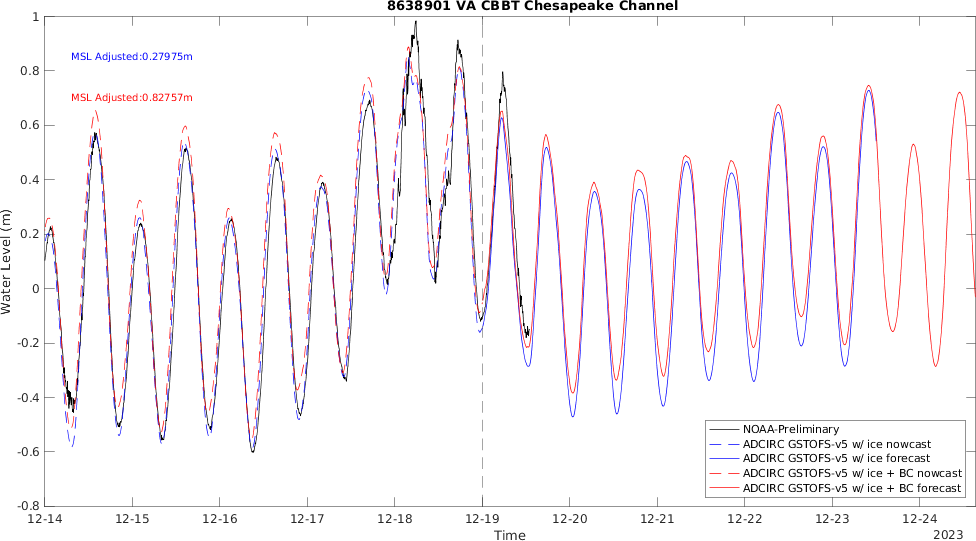 8638901 VA CBBT Chesapeake Channel
1
MSL Adjusted:0.27975m
0.8
MSL Adjusted:0.82757m
0.6
0.4
0.2
Water Level (m)
0
-0.2
-0.4
NOAA-Preliminary
ADCIRC GSTOFS-v5 w/ ice nowcast
-0.6
ADCIRC GSTOFS-v5 w/ ice forecast
ADCIRC GSTOFS-v5 w/ ice + BC nowcast
ADCIRC GSTOFS-v5 w/ ice + BC forecast
-0.8
12-14 12-15 12-16 12-17 12-18 12-19 12-20 12-21 12-22 12-23 12-24
Time
2023